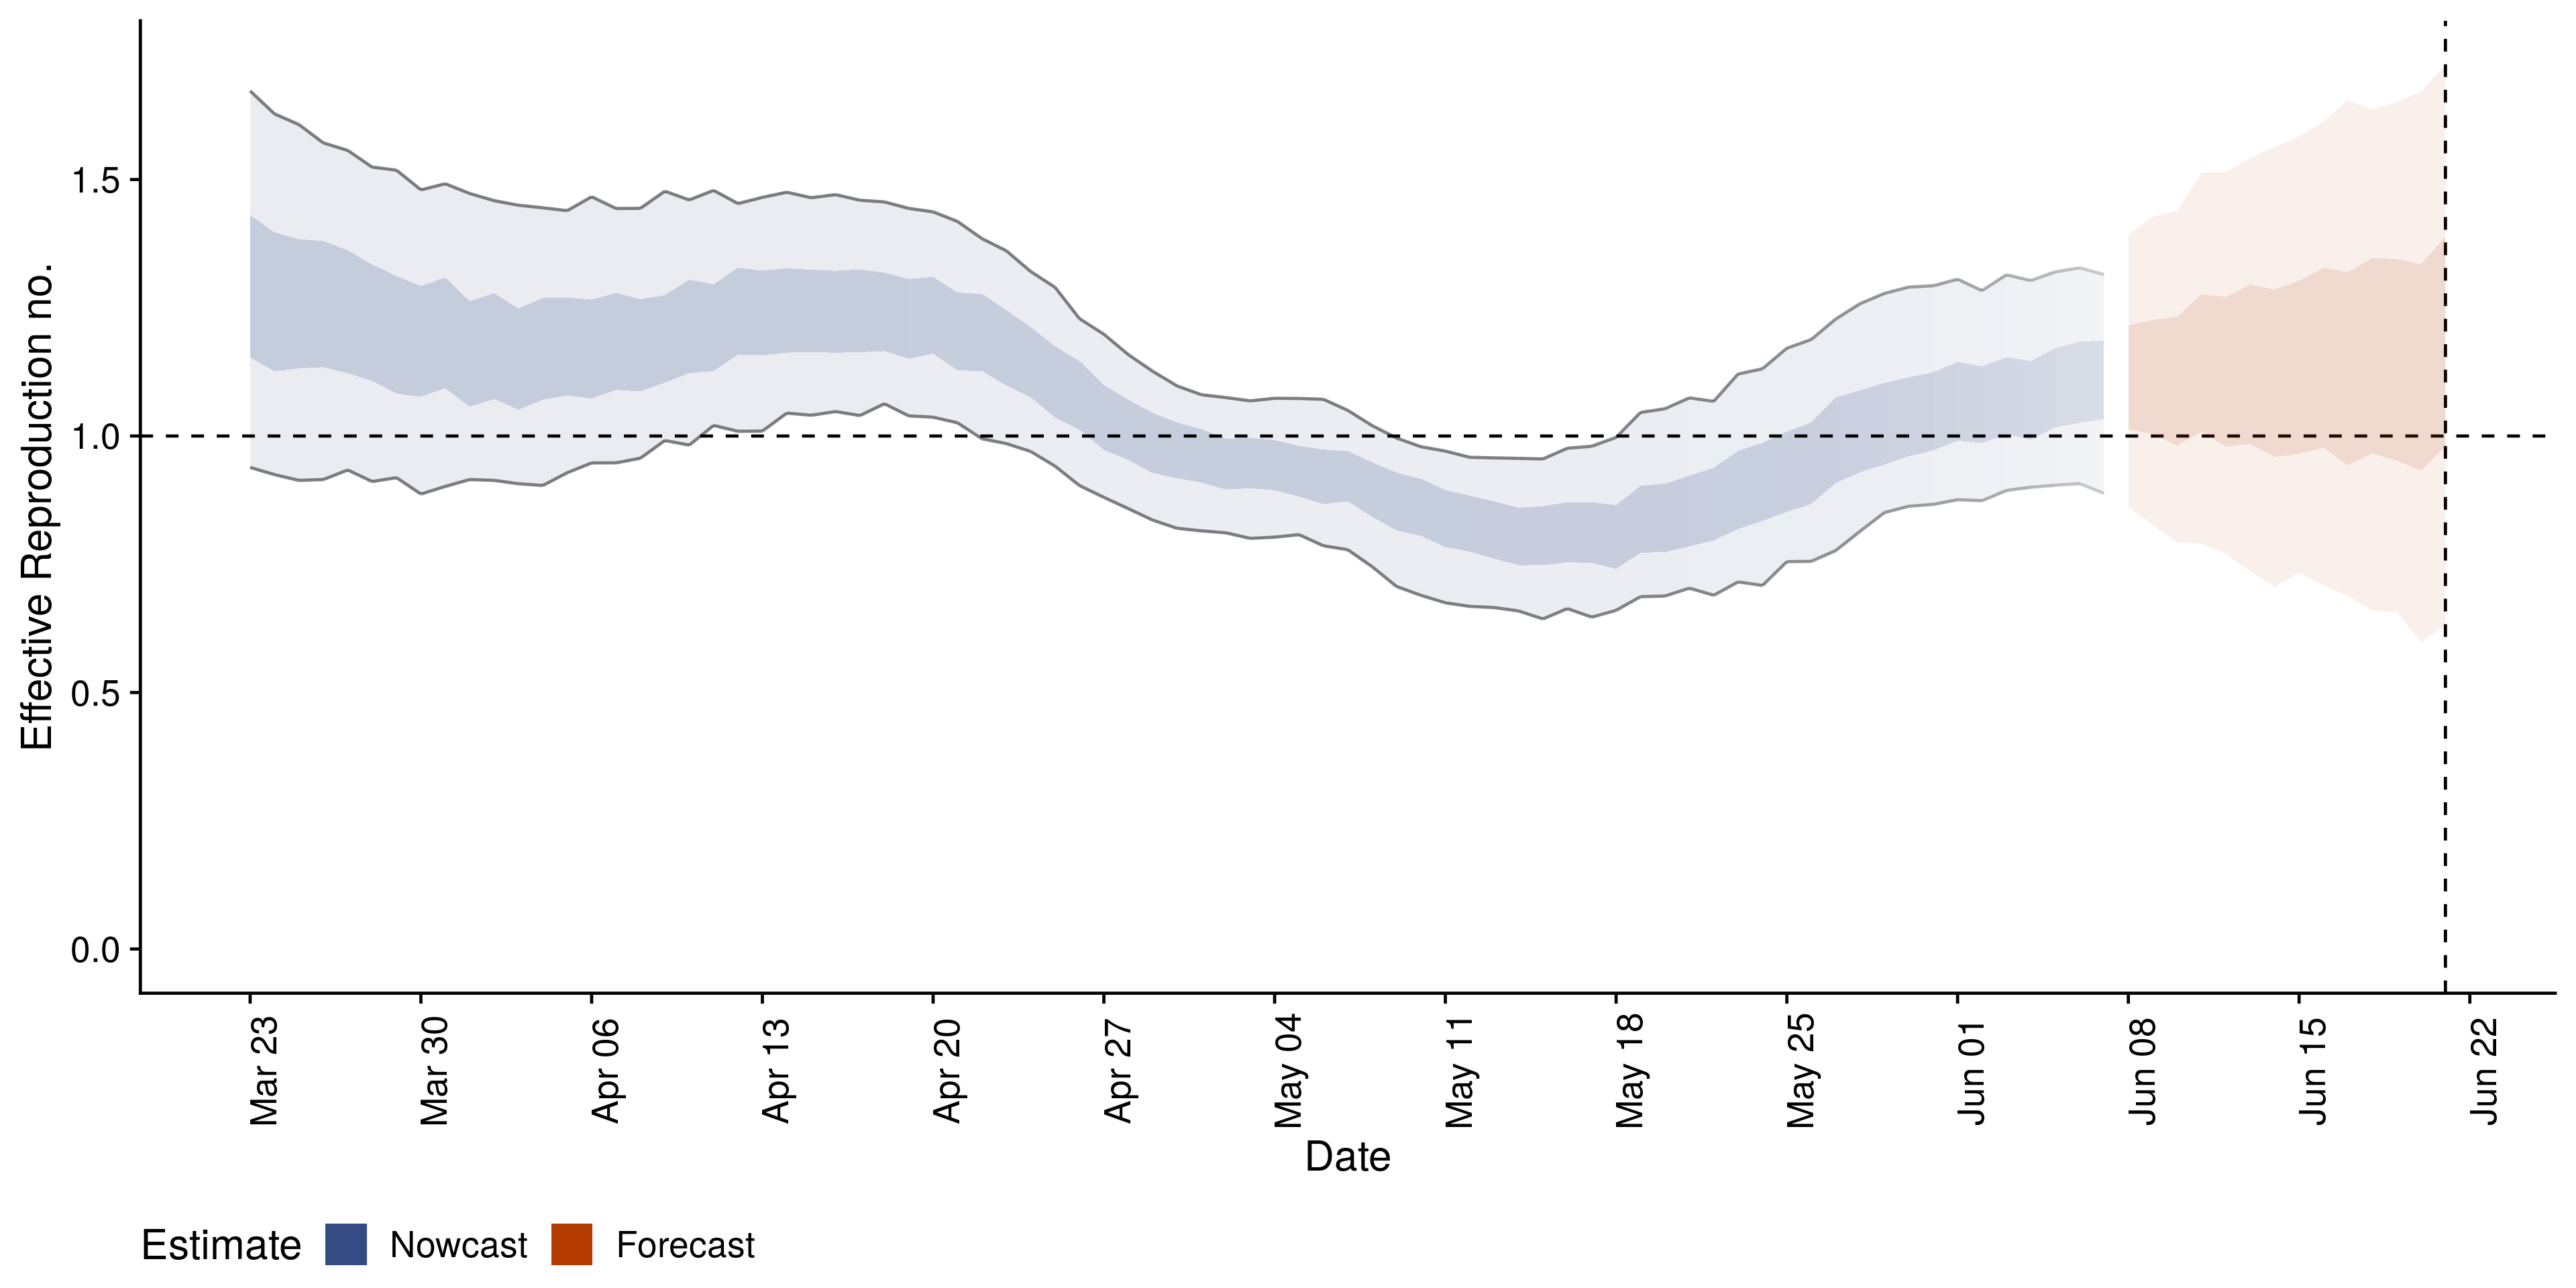 Effective Reproduction no.
1.5
1.0
0.5
0.0
Mar 23
Mar 30
Apr 06
Apr 13
Apr 20
Apr 27
May 04
May 11
May 18
May 25
Jun 01
Jun 08
Jun 15
Jun 22
Date
Estimate Nowcast Forecast